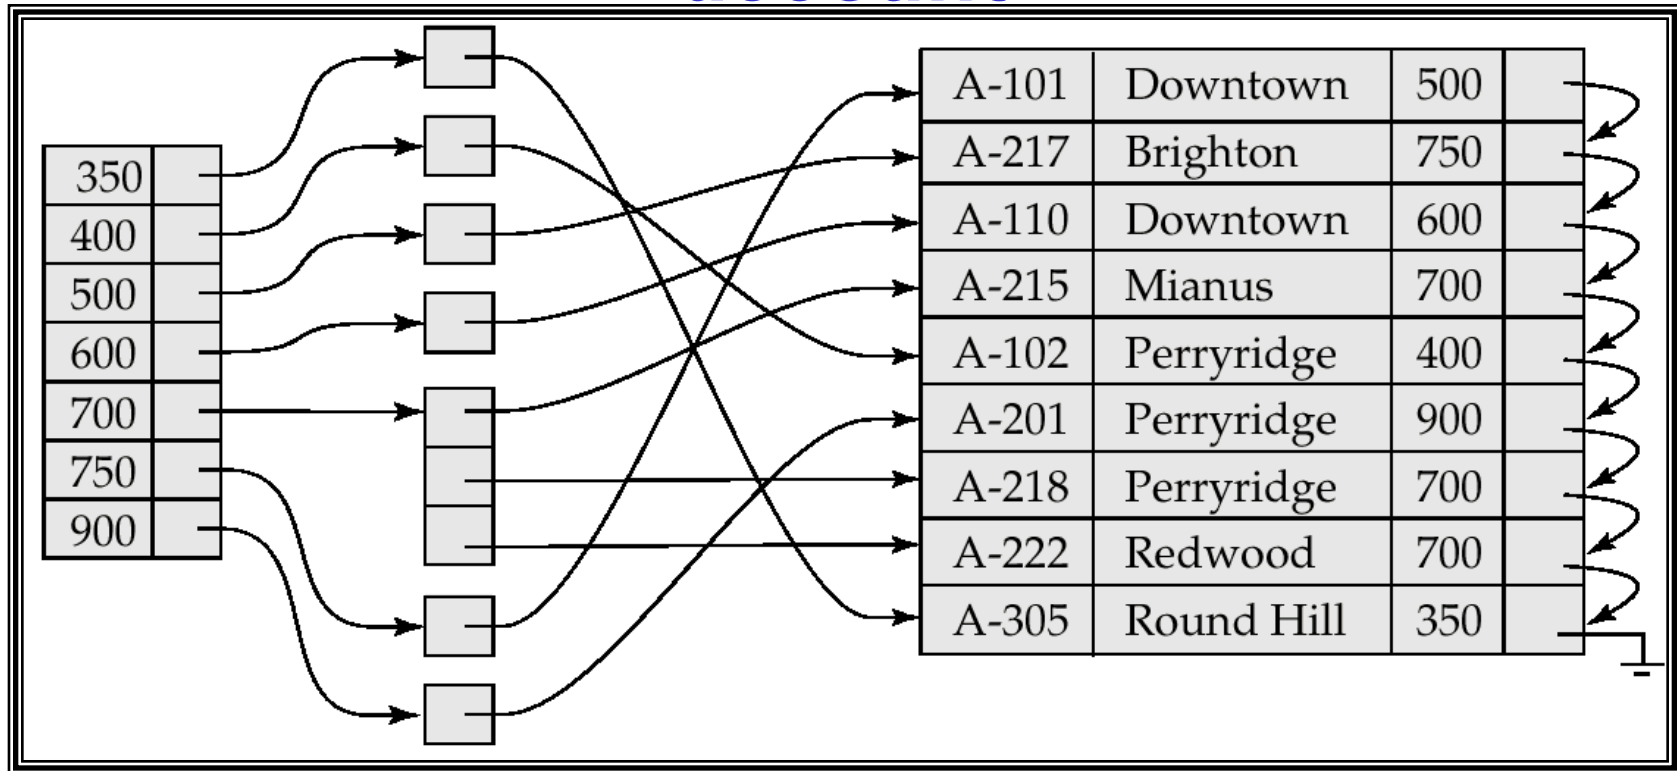 350
400
500
600
700
750
900
A-101 Downtown 500
A-217 Brighton 750
A-110 Downtown 600
A-215 Mianus 700
A-102 Perryridge 400
A-201 Perryridge 900
A-218 Perryridge 700
A-222 Redwood 700
A-305 Round Hill 350